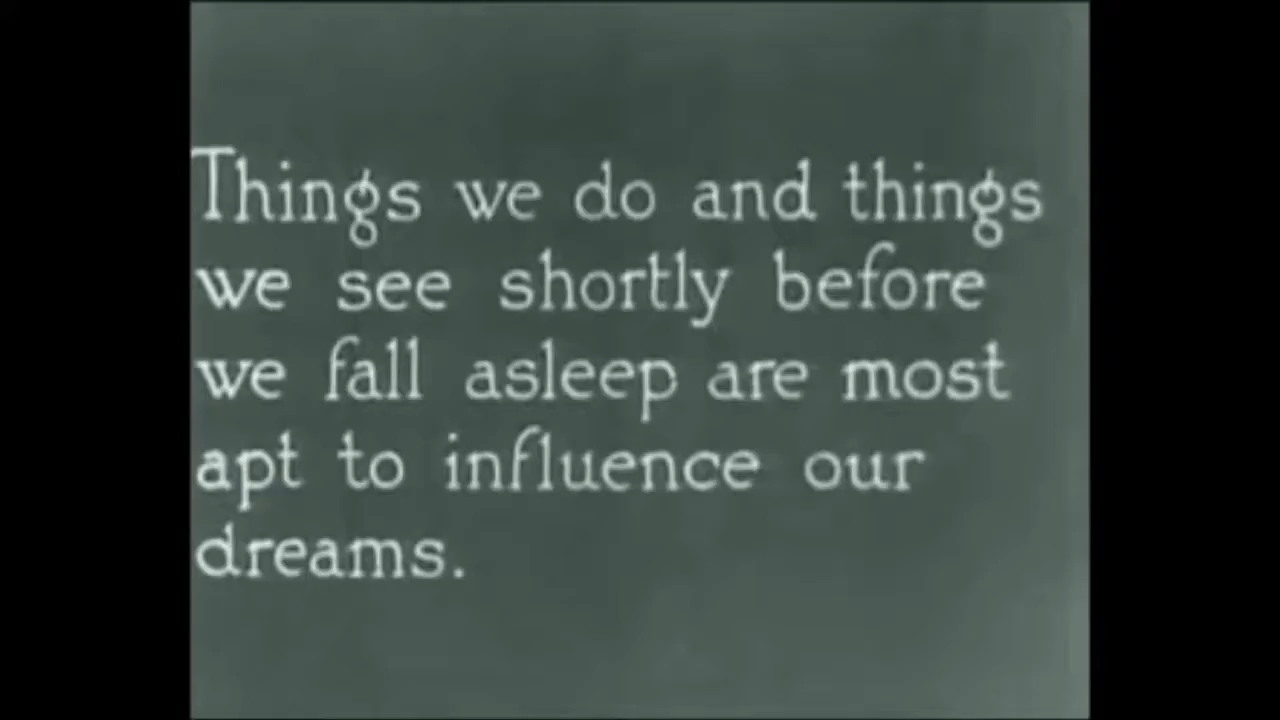 Things we do and things
we see shortly before
we fall asleep are most
apt to influence our
dreams.